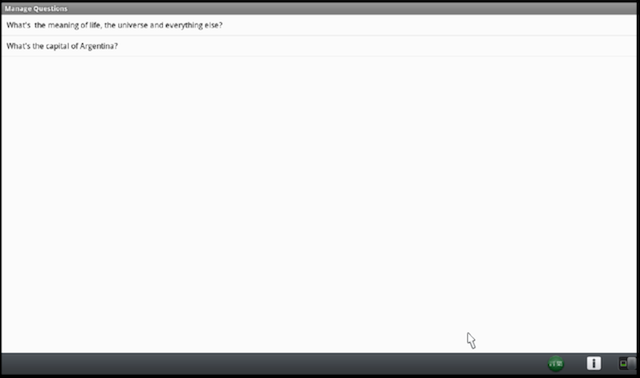 Manage Questions
What's the meaning of life, the universe and everything else?
What's the capital of Argentina?